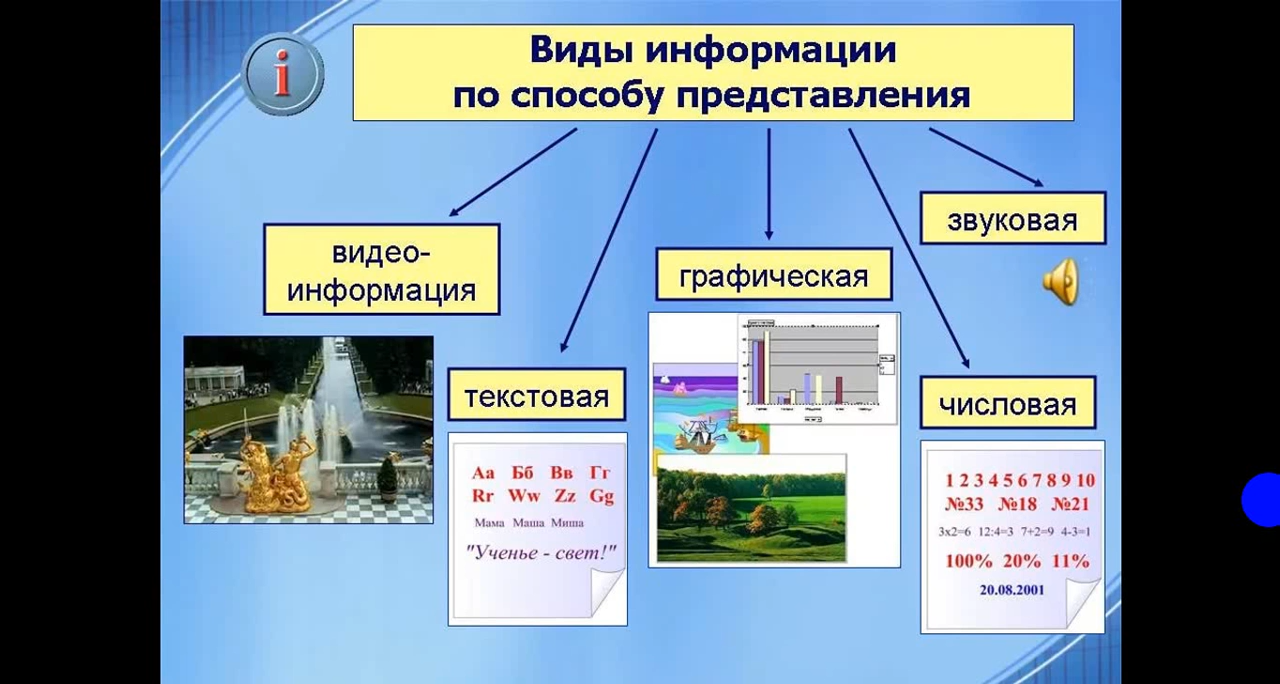 i
Виды информации
по способу представления
звуковая
видео-
информация
графическая
текстовая
числовая
Аа Бб Вв Гг
Rr Ww Zz Gg
Мама Маша Миша
"Ученье - свет!"
1 2 3 4 5 6 7 8 9 10
№33 №18 №21
3x2=6 12:4=3 7+2=9 4-3=1
100% 20% 11%
20.08.2001